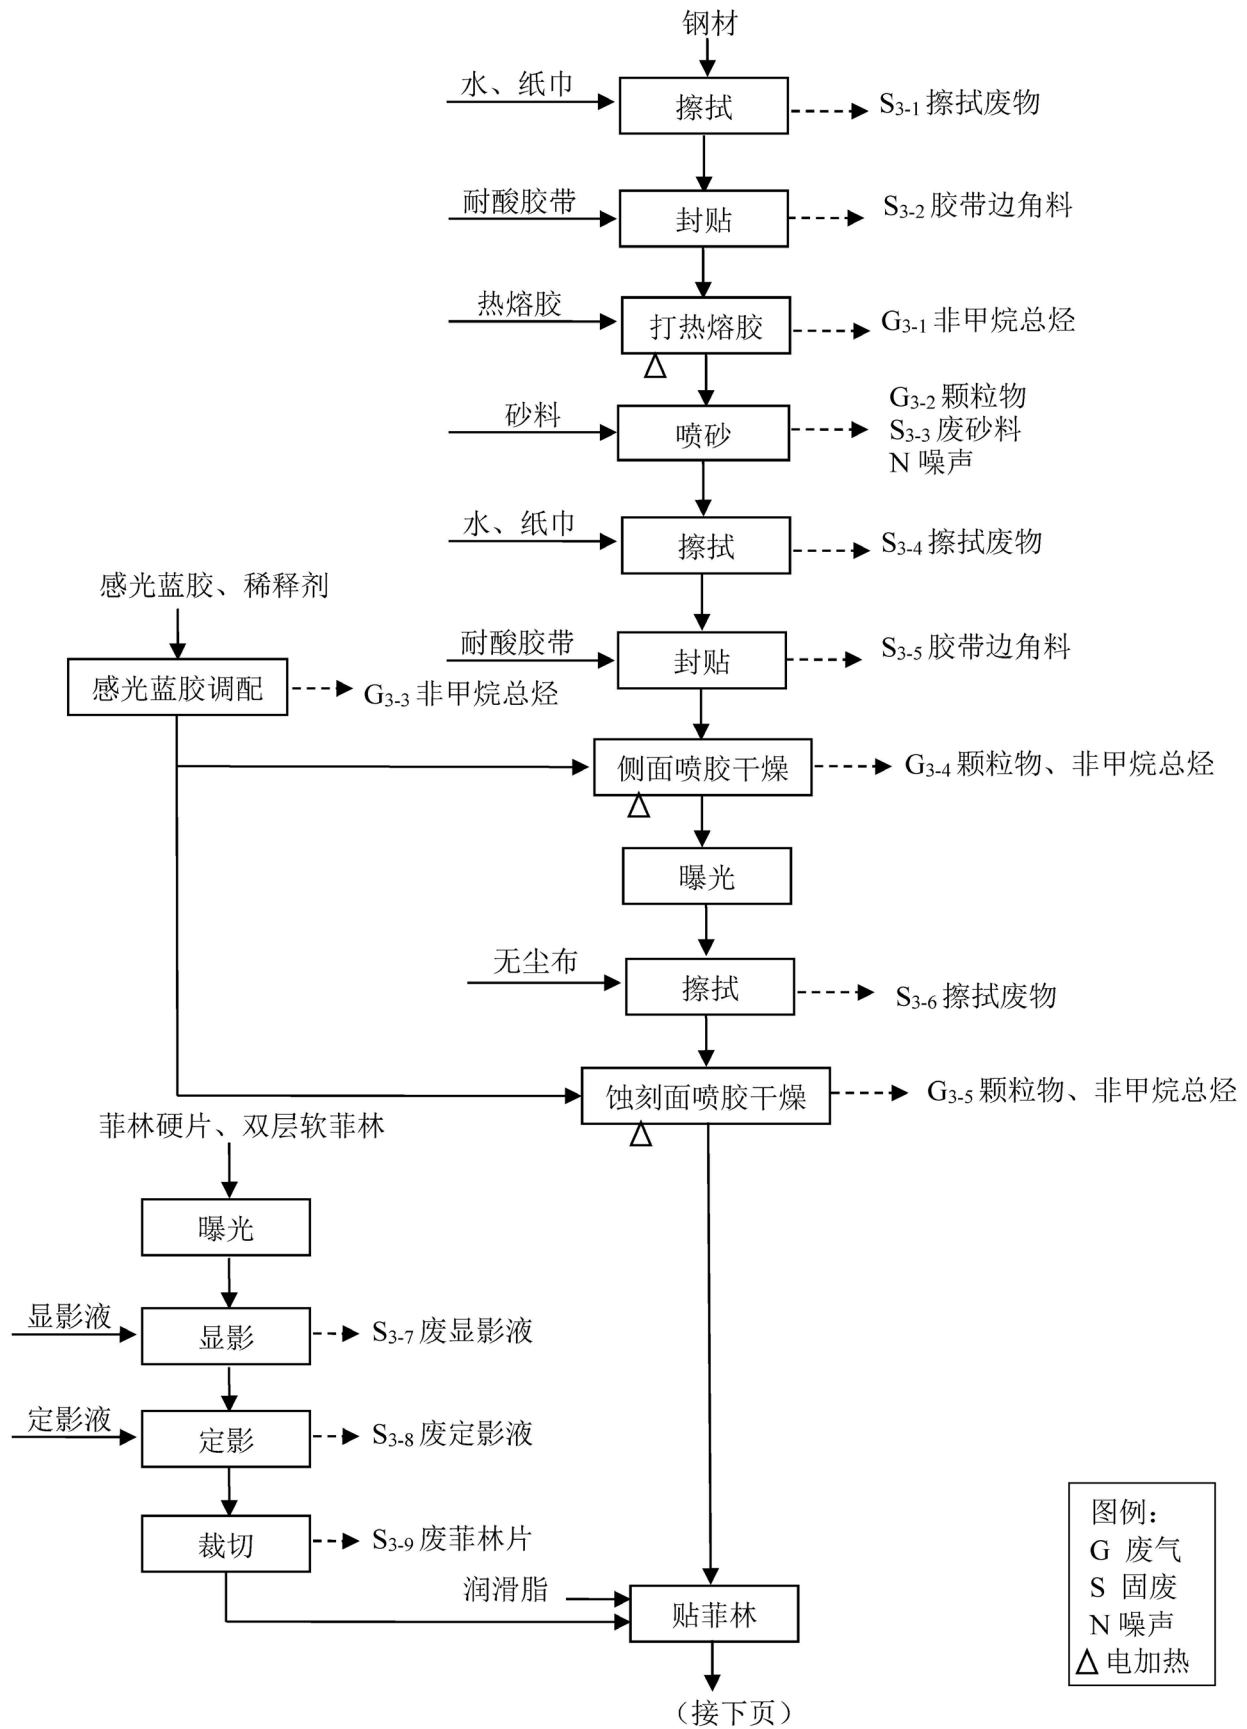 钢材
水、纸巾
擦拭
S3-1 擦拭废物
耐酸胶带
封贴
S3-2 胶带边角料
热熔胶
打热熔胶
G3-1 非甲烷总烃
砂料
喷砂
G3-2 颗粒物
S3-3 废砂料
N 噪声
水、纸巾
擦拭
S3-4 擦拭废物
感光蓝胶、稀释剂
感光蓝胶调配
G3-3 非甲烷总烃
耐酸胶带
封贴
S3-5 胶带边角料
侧面喷胶干燥
G3-4 颗粒物、非甲烷总烃
曝光
无尘布
擦拭
S3-6 擦拭废物
蚀刻面喷胶干燥
G3-5 颗粒物、非甲烷总烃
菲林硬片、双层软菲林
曝光
显影液
显影
S3-7 废显影液
定影液
定影
S3-8 废定影液
裁切
S3-9 废菲林片
润滑脂
贴菲林
（接下页）
图例：
G 废气
S 固废
N 噪声
△ 电加热